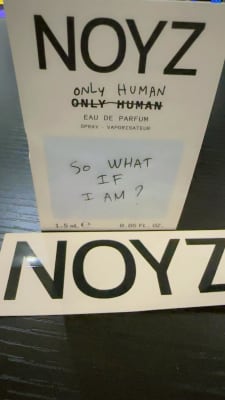 NOYZ
ONLY HUMAN
ONLY HUMAN
EAU DE PARFUM
SPRAY - VAPORISATEUR
SO WHAT
IF
I AM?
1.5 mL ℮ 0.05 FL. OZ.
NOYZ